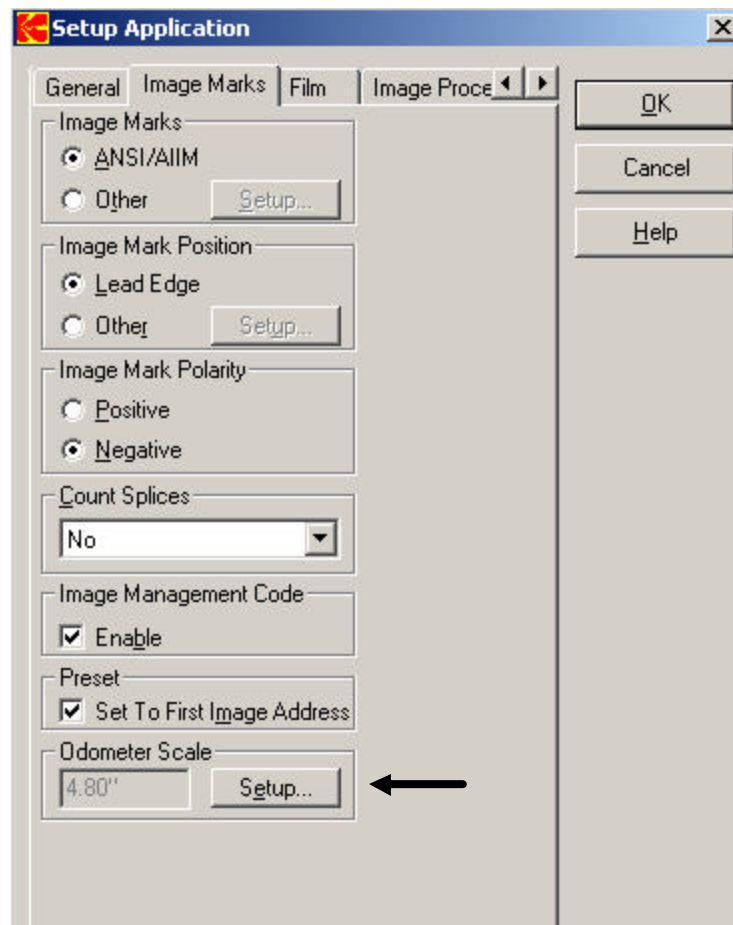 Setup Application
General Image Marks Film Image Proce
Image Marks
ANSI/AIIM
Other Setup...
Image Mark Position
Lead Edge
Other Setup...
Image Mark Polarity
Positive
Negative
Count Splices
No
Image Management Code
Enable
Preset
Set To First Image Address
Odometer Scale
4.80" Setup...
OK
Cancel
Help